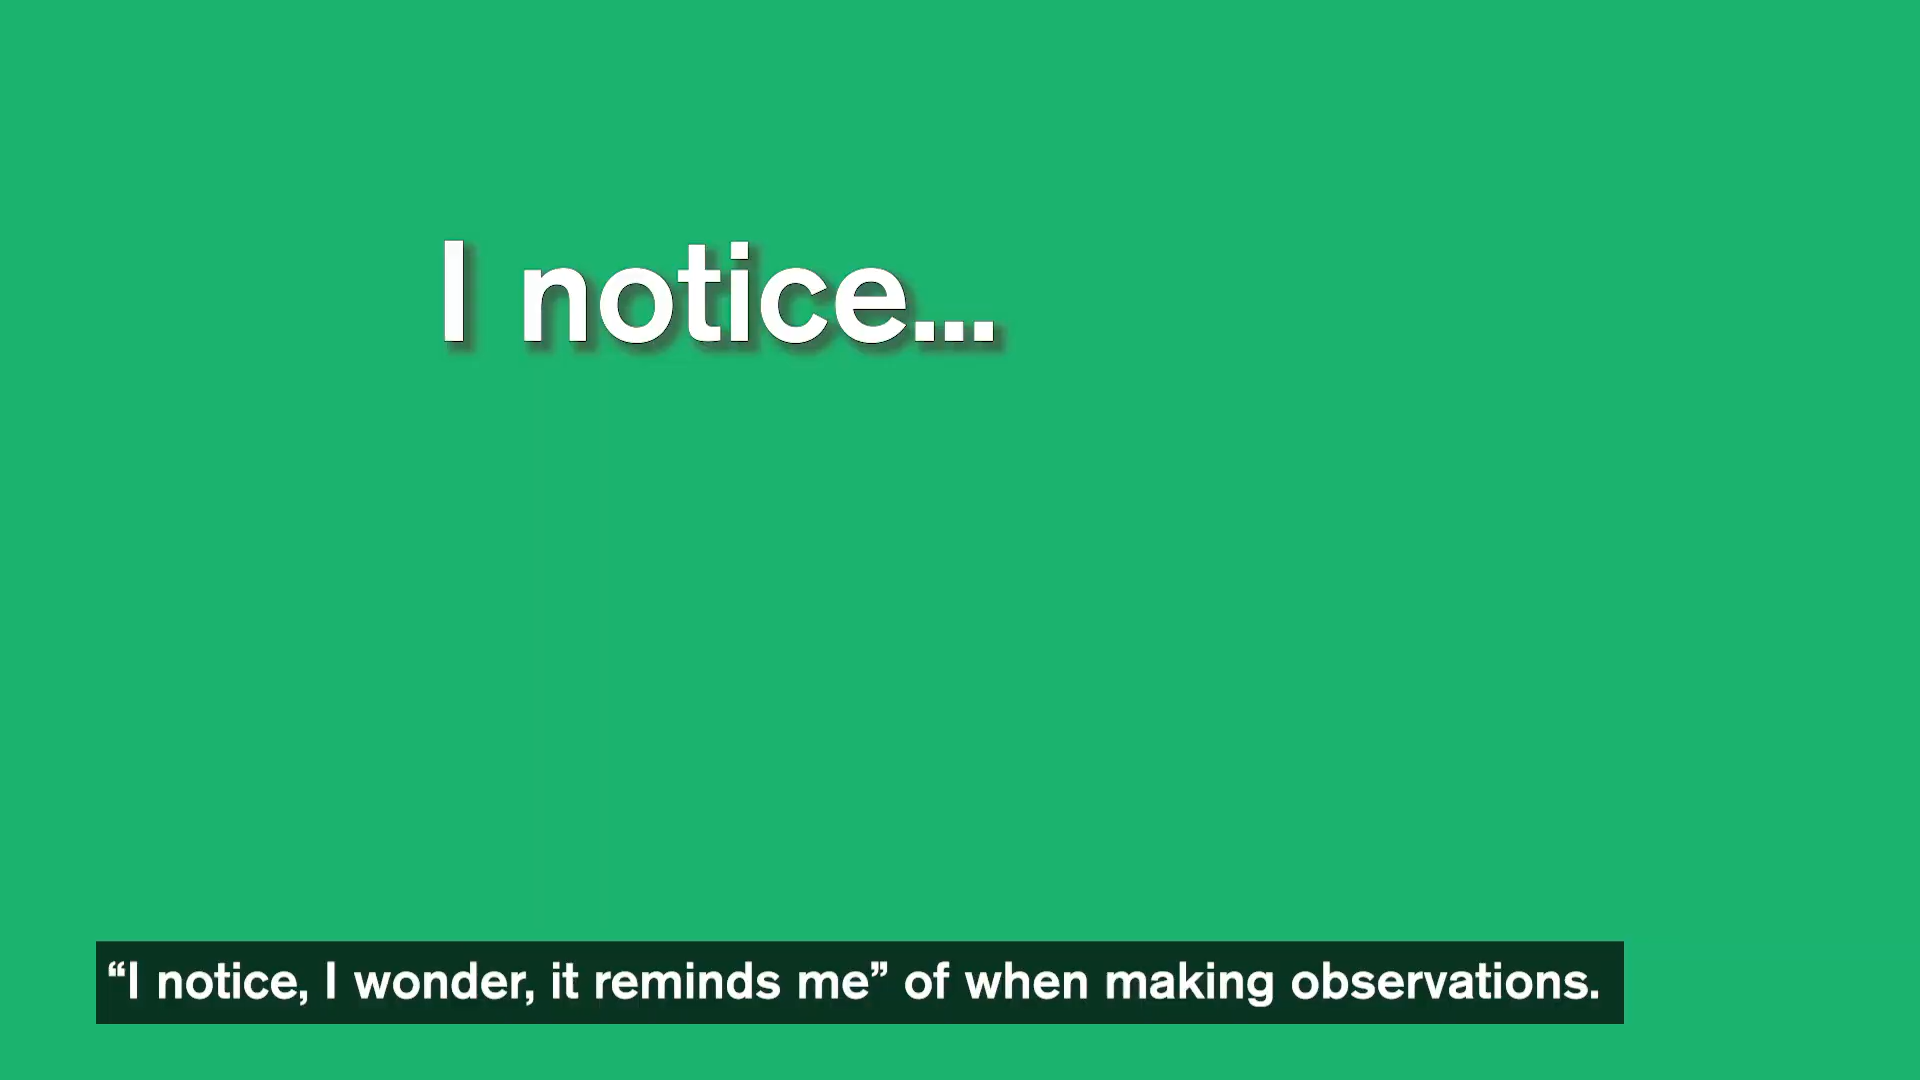 I notice...
“I notice, I wonder, it reminds me” of when making observations.